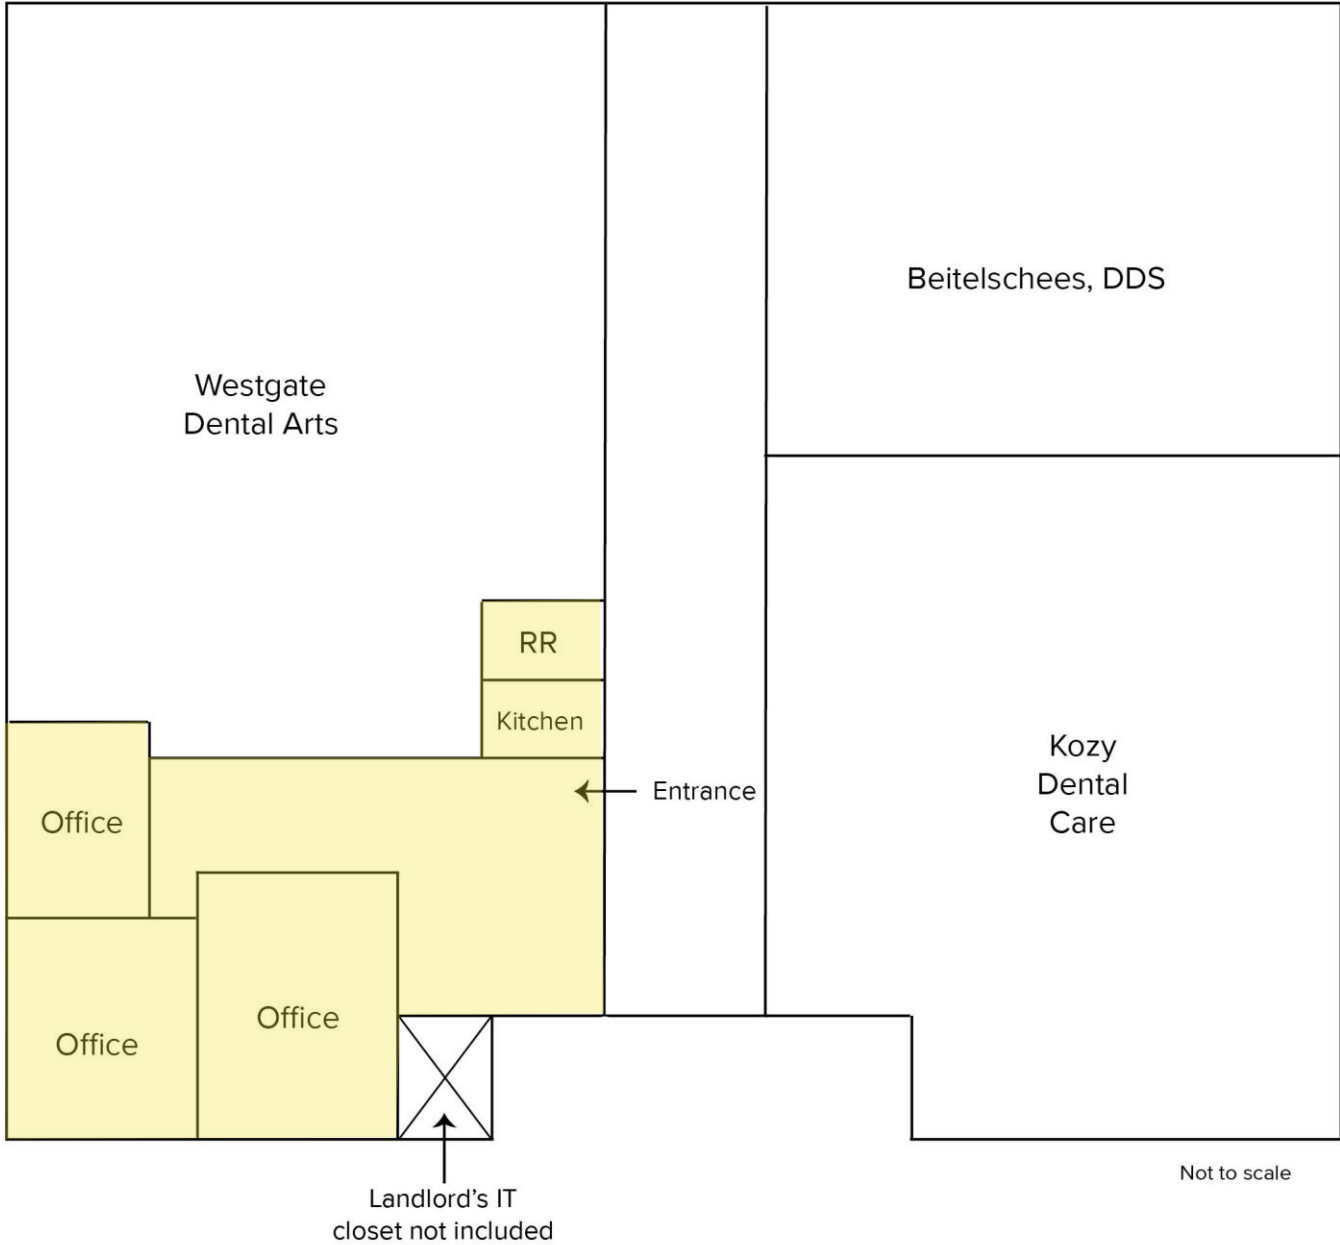 Beitelschees, DDS
Westgate
Dental Arts
RR
Kitchen
Entrance
Kozy
Dental
Care
Office
Office
Office
Landlord’s IT
closet not included
Not to scale